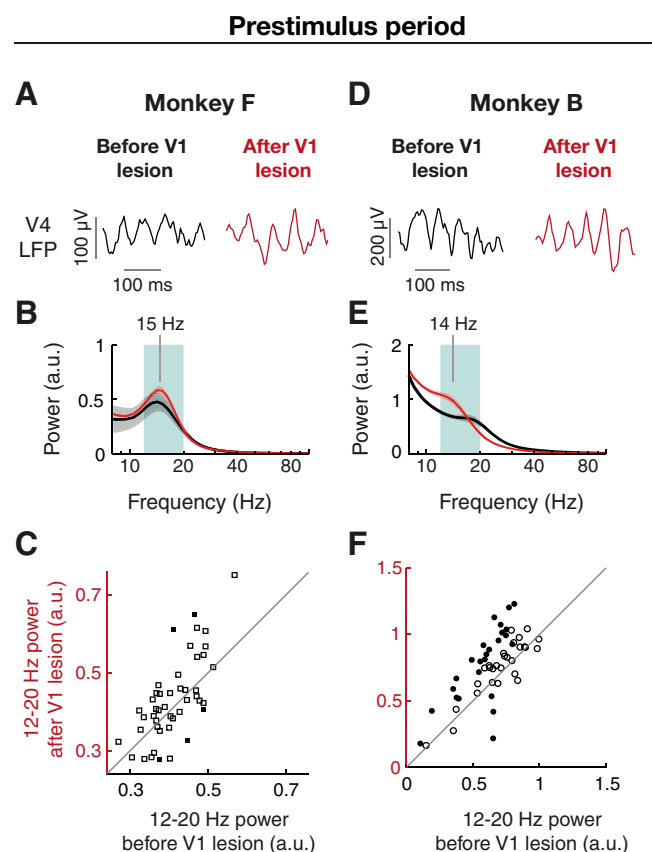 Prestimulus period
A
Monkey F
Before V1
lesion
After V1
lesion
V4
LFP
100 µV
100 ms
B
15 Hz
Power (a.u.)
1
0.5
0
10
20
40
80
Frequency (Hz)
C
12-20 Hz power
after V1 lesion (a.u.)
0.7
0.5
0.3
0.3
0.5
0.7
12-20 Hz power
before V1 lesion (a.u.)
D
Monkey B
Before V1
lesion
After V1
lesion
200 µV
100 ms
E
14 Hz
Power (a.u.)
2
1
0
10
20
40
80
Frequency (Hz)
F
1.5
1
0.5
0
0
0.5
1
1.5
12-20 Hz power
before V1 lesion (a.u.)